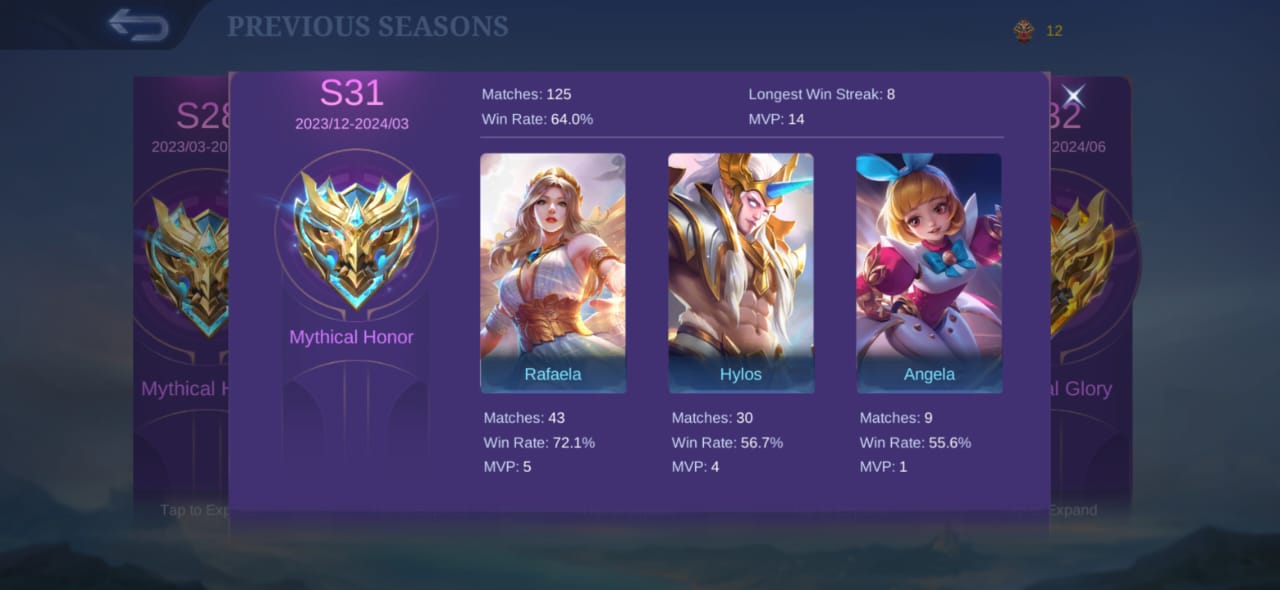 PREVIOUS SEASONS
12
S28
2023/03-20
Mythical H
Tap to Exp
S31
2023/12-2024/03
Mythical Honor
Matches: 125
Longest Win Streak: 8
Win Rate: 64.0%
MVP: 14
Rafaela
Matches: 43
Win Rate: 72.1%
MVP: 5
Hylos
Matches: 30
Win Rate: 56.7%
MVP: 4
Angela
Matches: 9
Win Rate: 55.6%
MVP: 1
32
2024/06
al Glory
Expand